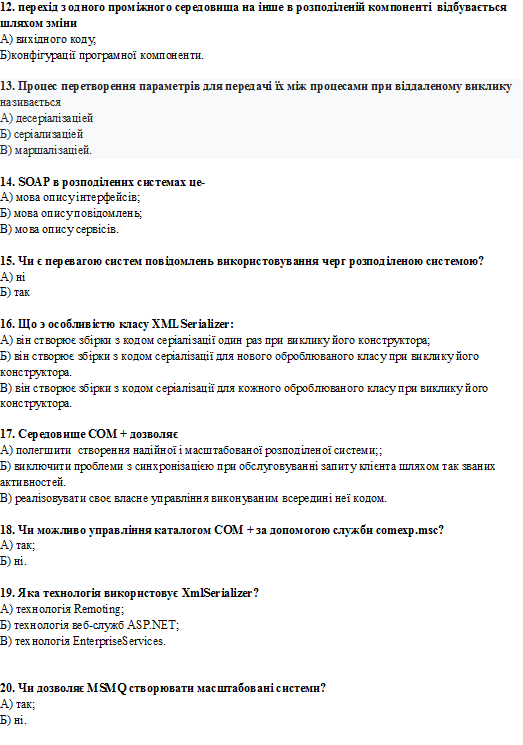 12. перехід з одного проміжного середовища на інше в розподіленій компоненті відбувається
шляхом зміни
А) вихідного коду;
Б)конфігурації програмної компоненти.
13. Процес перетворення параметрів для передачі їх між процесами при віддаленому виклику
називається
А) десеріалізацієй
Б) серіализаціей
В) маршалізаціей.
14. SOAP в розподілених системах це-
А) мова опису інтерфейсів;
Б) мова опису повідомлень;
В) мова опису сервісів.
15. Чи є перевагою систем повідомлень використовування черг розподіленою системою?
А) ні
Б) так
16. Що э особливістю класу XMLSerializer:
А) він створює збірки з кодом серіалізації один раз при виклику його конструктора;
Б) він створює збірки з кодом серіалізації для нового оброблюваного класу при виклику його
конструктора.
В) він створює збірки з кодом серіалізації для кожного оброблюваного класу при виклику його
конструктора.
17. Середовище COM + дозволяє
А) полегшити створення надійної і масштабованої розподіленої системи;;
Б) виключити проблеми з синхронізацією при обслуговуванні запиту клієнта шляхом так званих
активностей.
В) реалізовувати своє власне управління виконуваним всередині неї кодом.
18. Чи можливо управління каталогом COM + за допомогою служби comexp.msc?
А) так;
Б) ні.
19. Яка технологія використовує XmlSerializer?
А) технологія Remoting;
Б) технологія веб-служб ASP.NET;
В) технологія EnterpriseServices.
20. Чи дозволяє MSMQ створювати масштабовані системи?
А) так;
Б) ні.